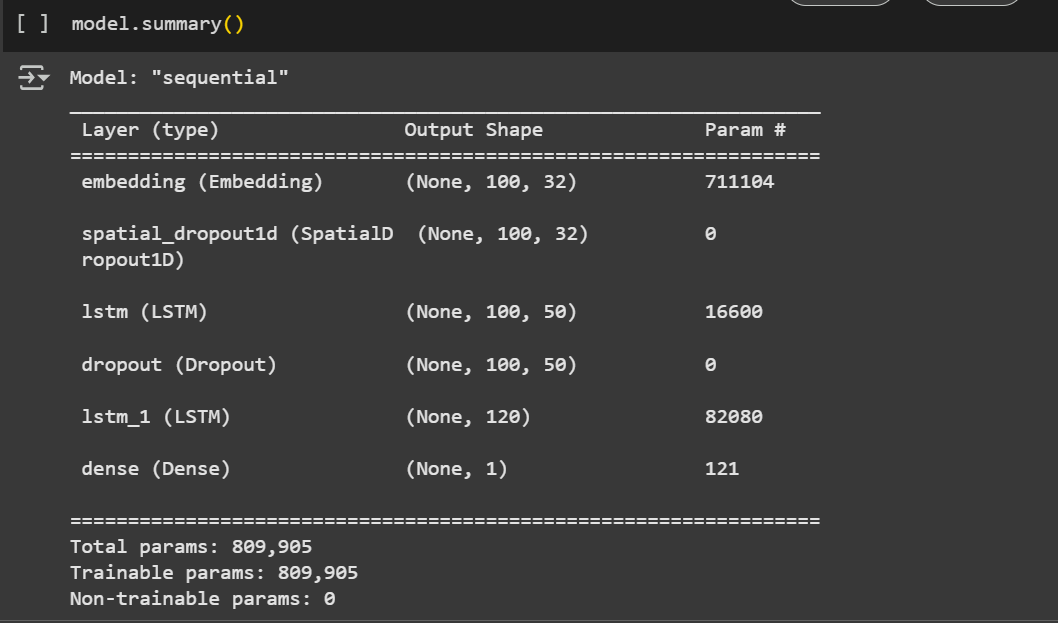 [ ] model.summary()
Model: "sequential"
Layer (type) Output Shape Param #
embedding (Embedding) (None, 100, 32) 711104
spatial_dropout1d (SpatialD (None, 100, 32) 0
ropout1D)
lstm (LSTM) (None, 100, 50) 16600
dropout (Dropout) (None, 100, 50) 0
lstm_1 (LSTM) (None, 120) 82080
dense (Dense) (None, 1) 121
=================================================================
Total params: 809,905
Trainable params: 809,905
Non-trainable params: 0